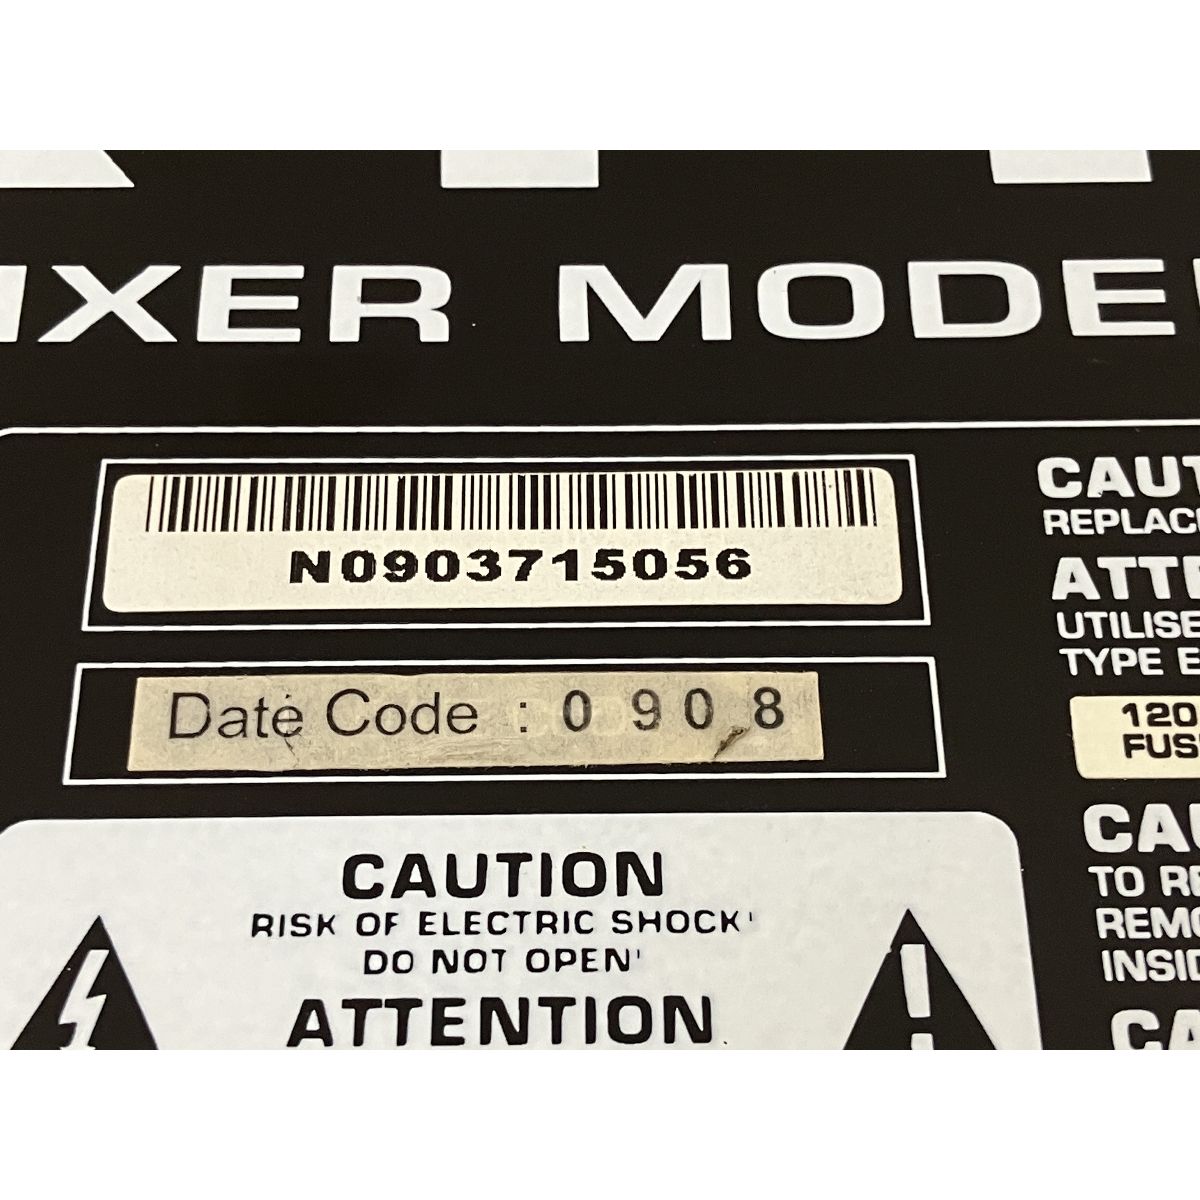 IXER MODE
N0903715056
Date Code : 0 9 0 8
CAUTION
RISK OF ELECTRIC SHOCK'
DO NOT OPEN'
ATTENTION
CAUT
REPLAC
ATTE
UTILISE
TYPE E
120
FUS
CAU
TO RE
REMO
INSID
CA